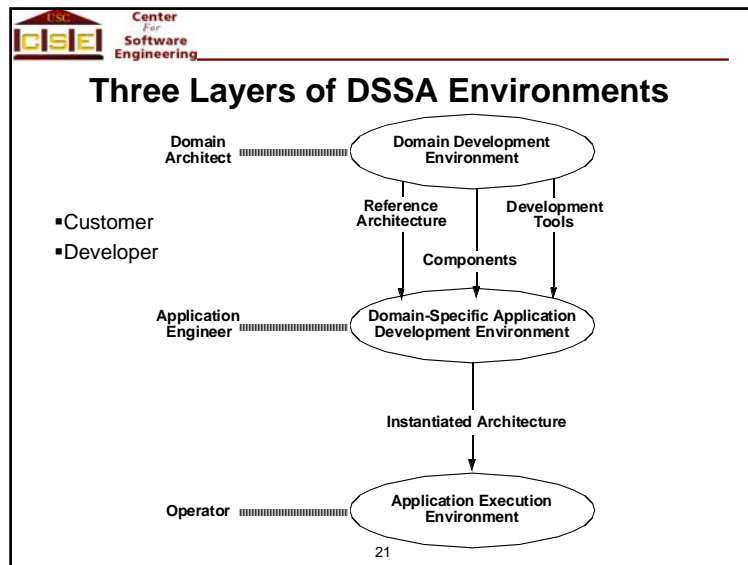 USC
CSE
Center
For
Software
Engineering
Three Layers of DSSA Environments
Domain
Architect
Domain Development
Environment
▪Customer
▪Developer
Reference
Architecture
Development
Tools
Components
Application
Engineer
Domain-Specific Application
Development Environment
Instantiated Architecture
Operator
Application Execution
Environment
21